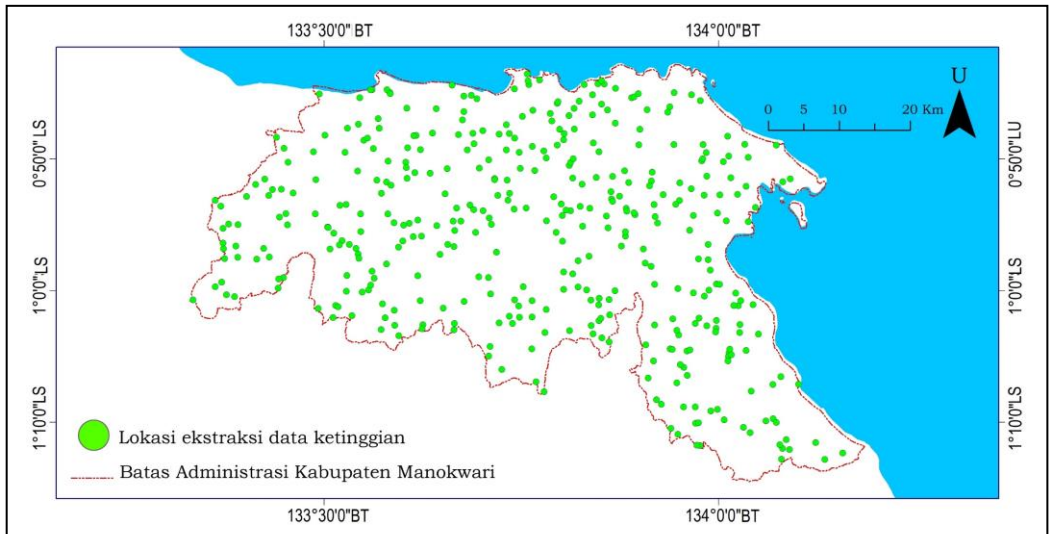 133°30'0"BT
134°0'0"BT
U
0 5 10 20 Km
0°50'0"LS
0°50'0"LU
1°00'0"LS
1°00'0"LS
1°10'0"LS
1°10'0"LS
Lokasi ekstraksi data ketinggian
Batas Administrasi Kabupaten Manokwari
133°30'0"BT
134°0'0"BT